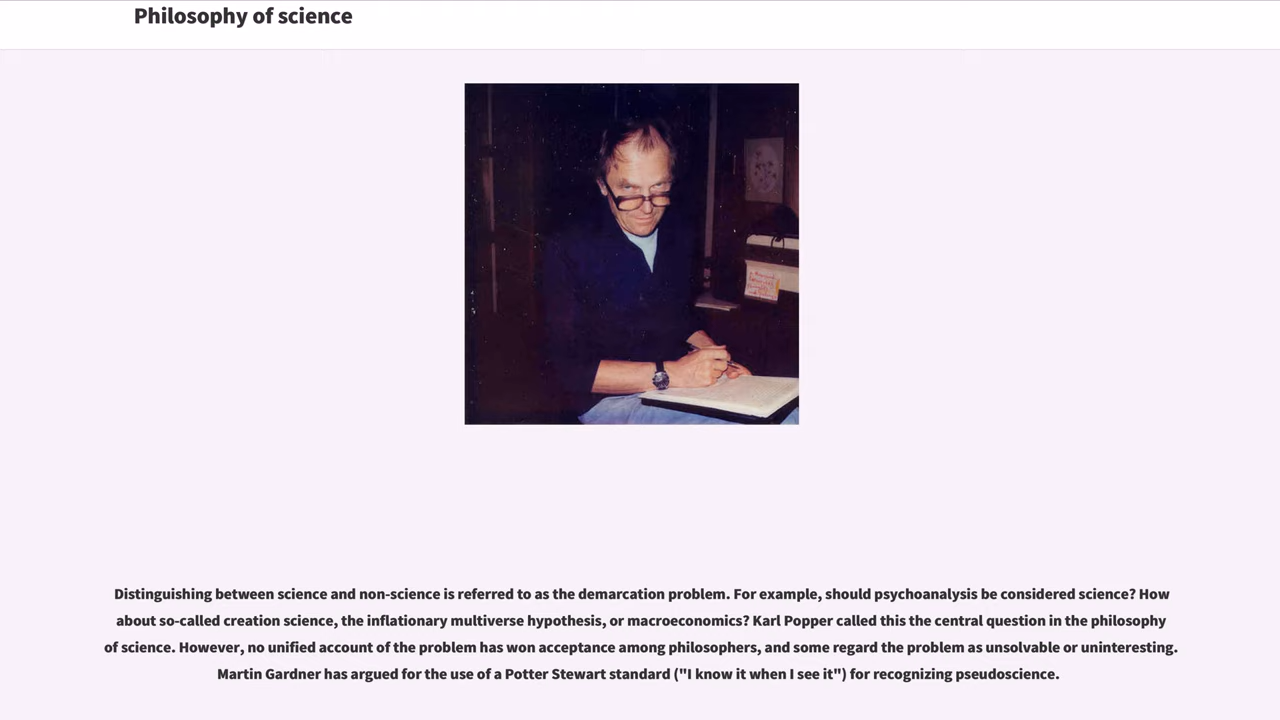 Philosophy of science
Distinguishing between science and non-science is referred to as the demarcation problem. For example, should psychoanalysis be considered science? How
about so-called creation science, the inflationary multiverse hypothesis, or macroeconomics? Karl Popper called this the central question in the philosophy
of science. However, no unified account of the problem has won acceptance among philosophers, and some regard the problem as unsolvable or uninteresting.
Martin Gardner has argued for the use of a Potter Stewart standard ("I know it when I see it") for recognizing pseudoscience.